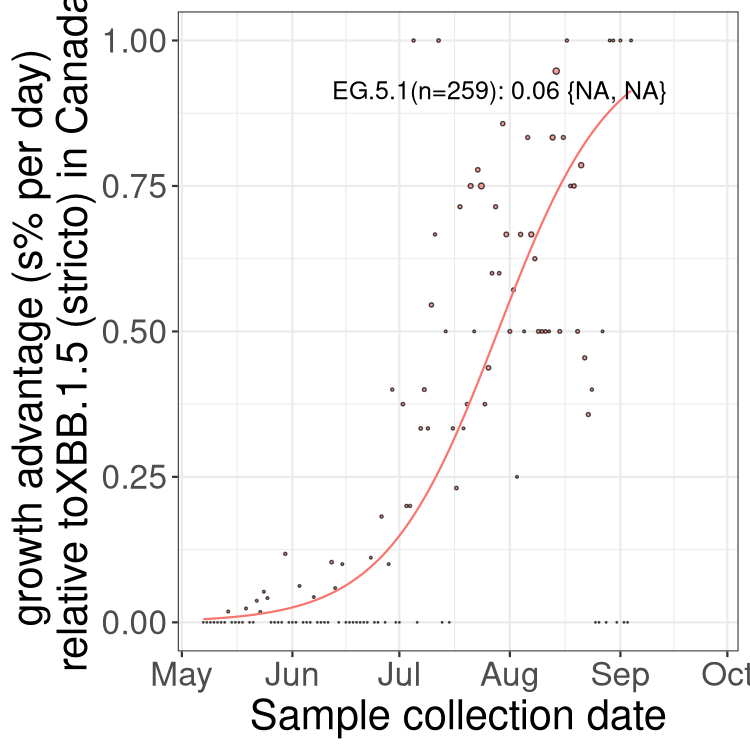 growth advantage (s% per day)
relative toXBB.1.5 (stricto) in Canada
1.00
0.75
0.50
0.25
0.00
EG.5.1(n=259): 0.06 {NA, NA}
May Jun Jul Aug Sep Oct
Sample collection date